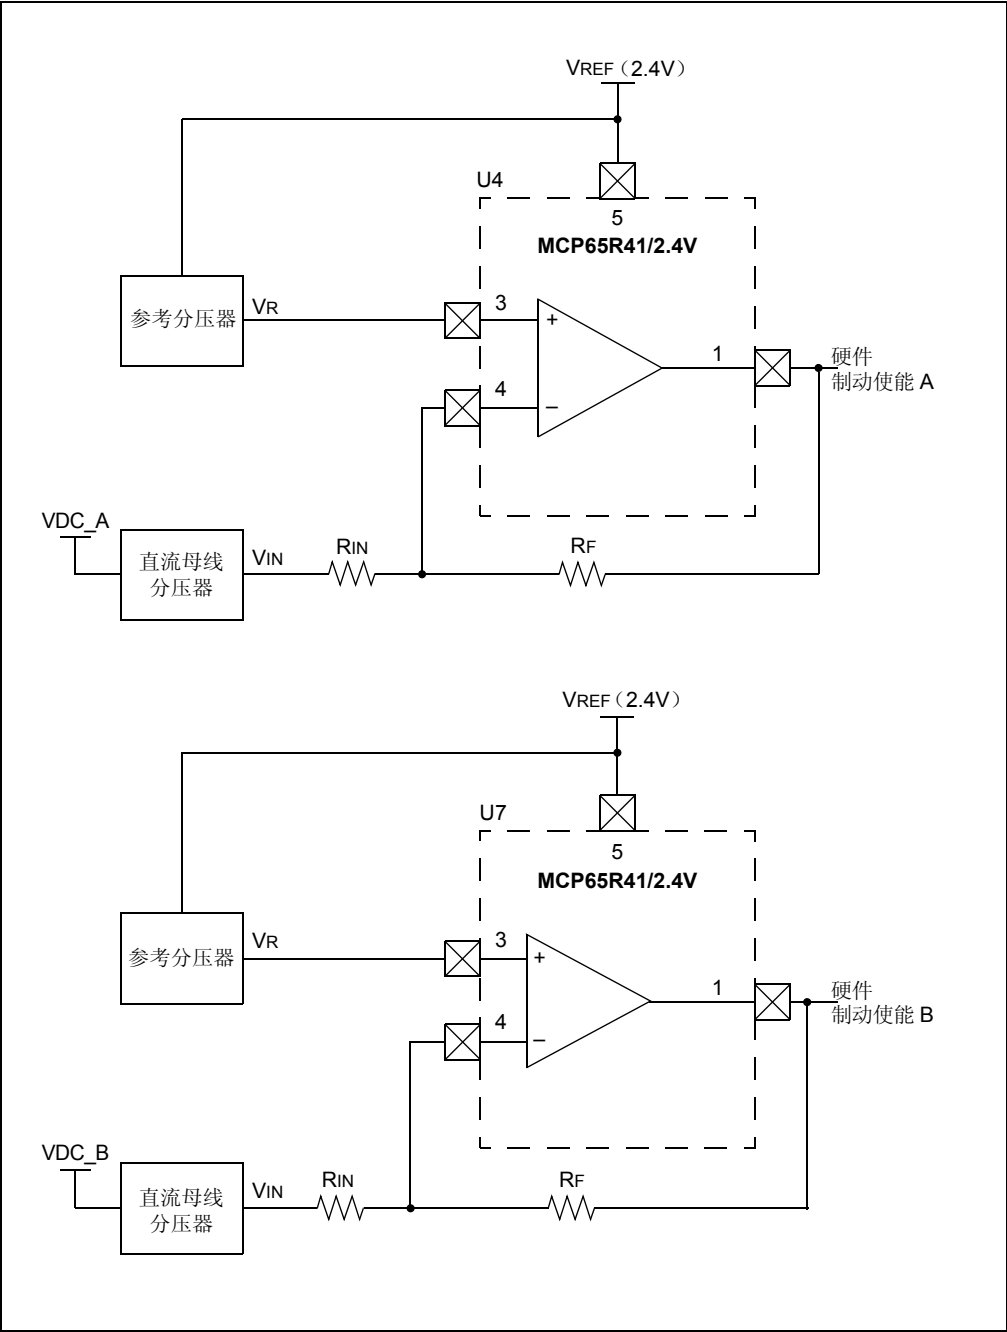 VREF（2.4V）
U4
5
MCP65R41/2.4V
参考分压器
VR
3
+
1
硬件
制动使能 A
4
–
VDC_A
直流母线
分压器
VIN
RIN
RF
VREF（2.4V）
U7
5
MCP65R41/2.4V
参考分压器
VR
3
+
1
硬件
制动使能 B
4
–
VDC_B
直流母线
分压器
VIN
RIN
RF